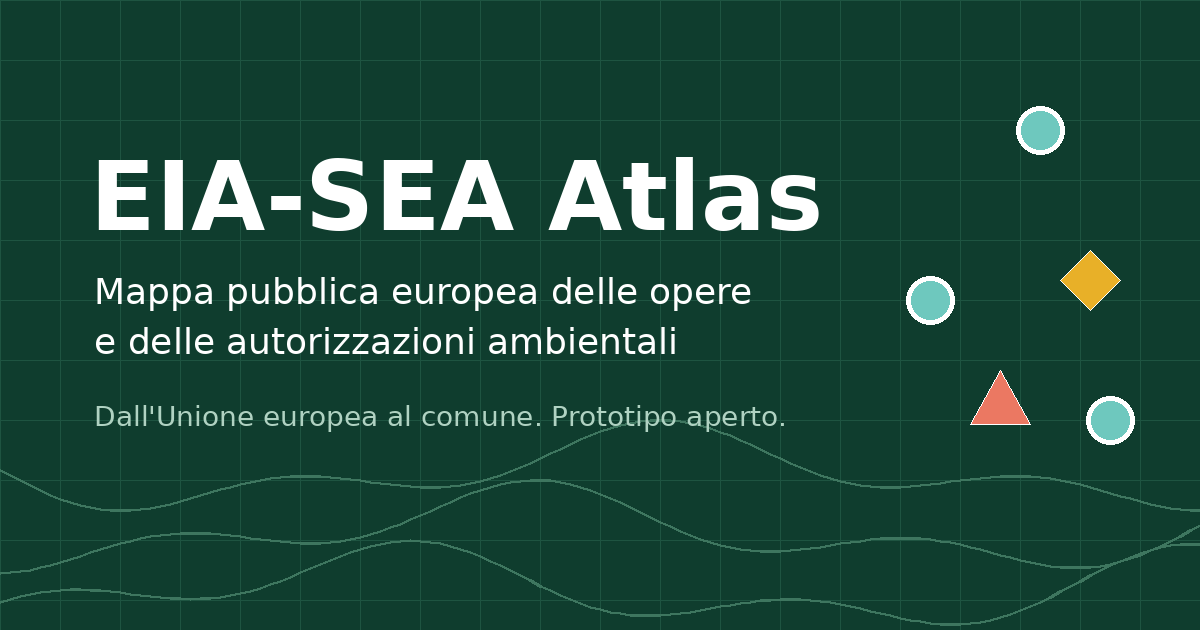 EIA-SEA Atlas
Mappa pubblica europea delle opere
e delle autorizzazioni ambientali
Dall'Unione europea al comune. Prototipo aperto.